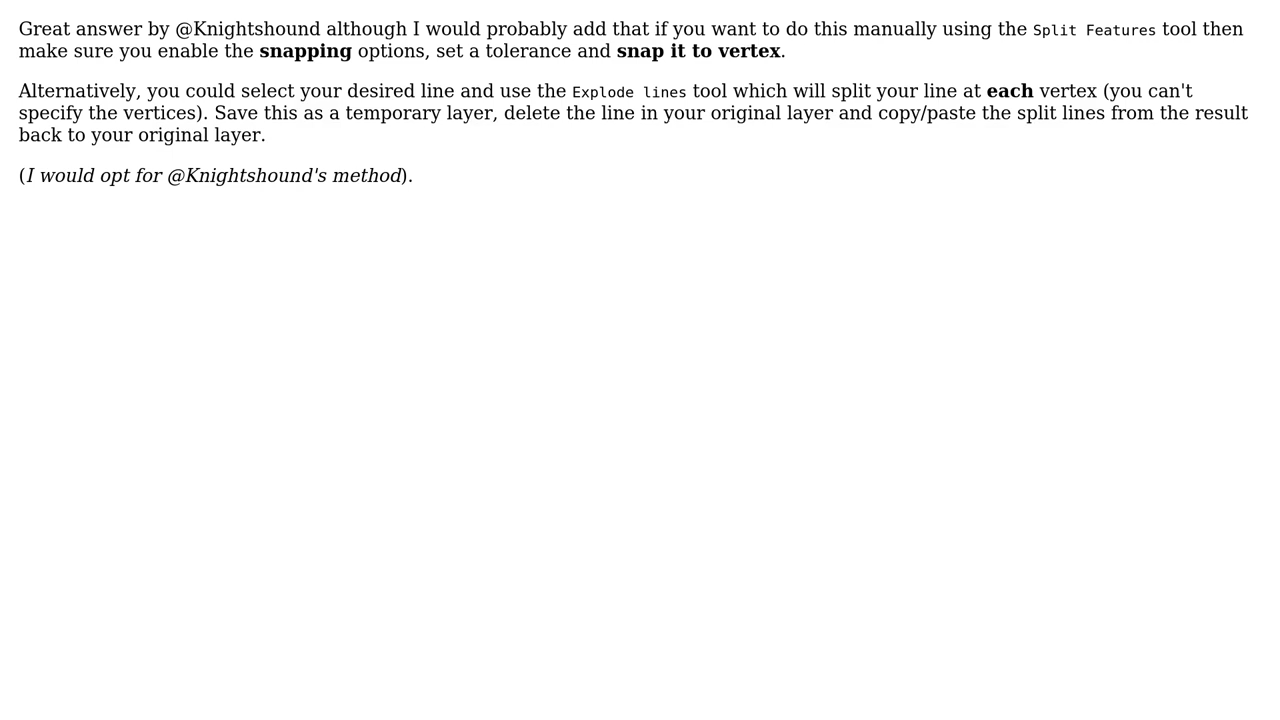 Great answer by @Knightshound although I would probably add that if you want to do this manually using the Split Features tool then
make sure you enable the snapping options, set a tolerance and snap it to vertex.
Alternatively, you could select your desired line and use the Explode lines tool which will split your line at each vertex (you can't
specify the vertices). Save this as a temporary layer, delete the line in your original layer and copy/paste the split lines from the result
back to your original layer.
(I would opt for @Knightshound's method).